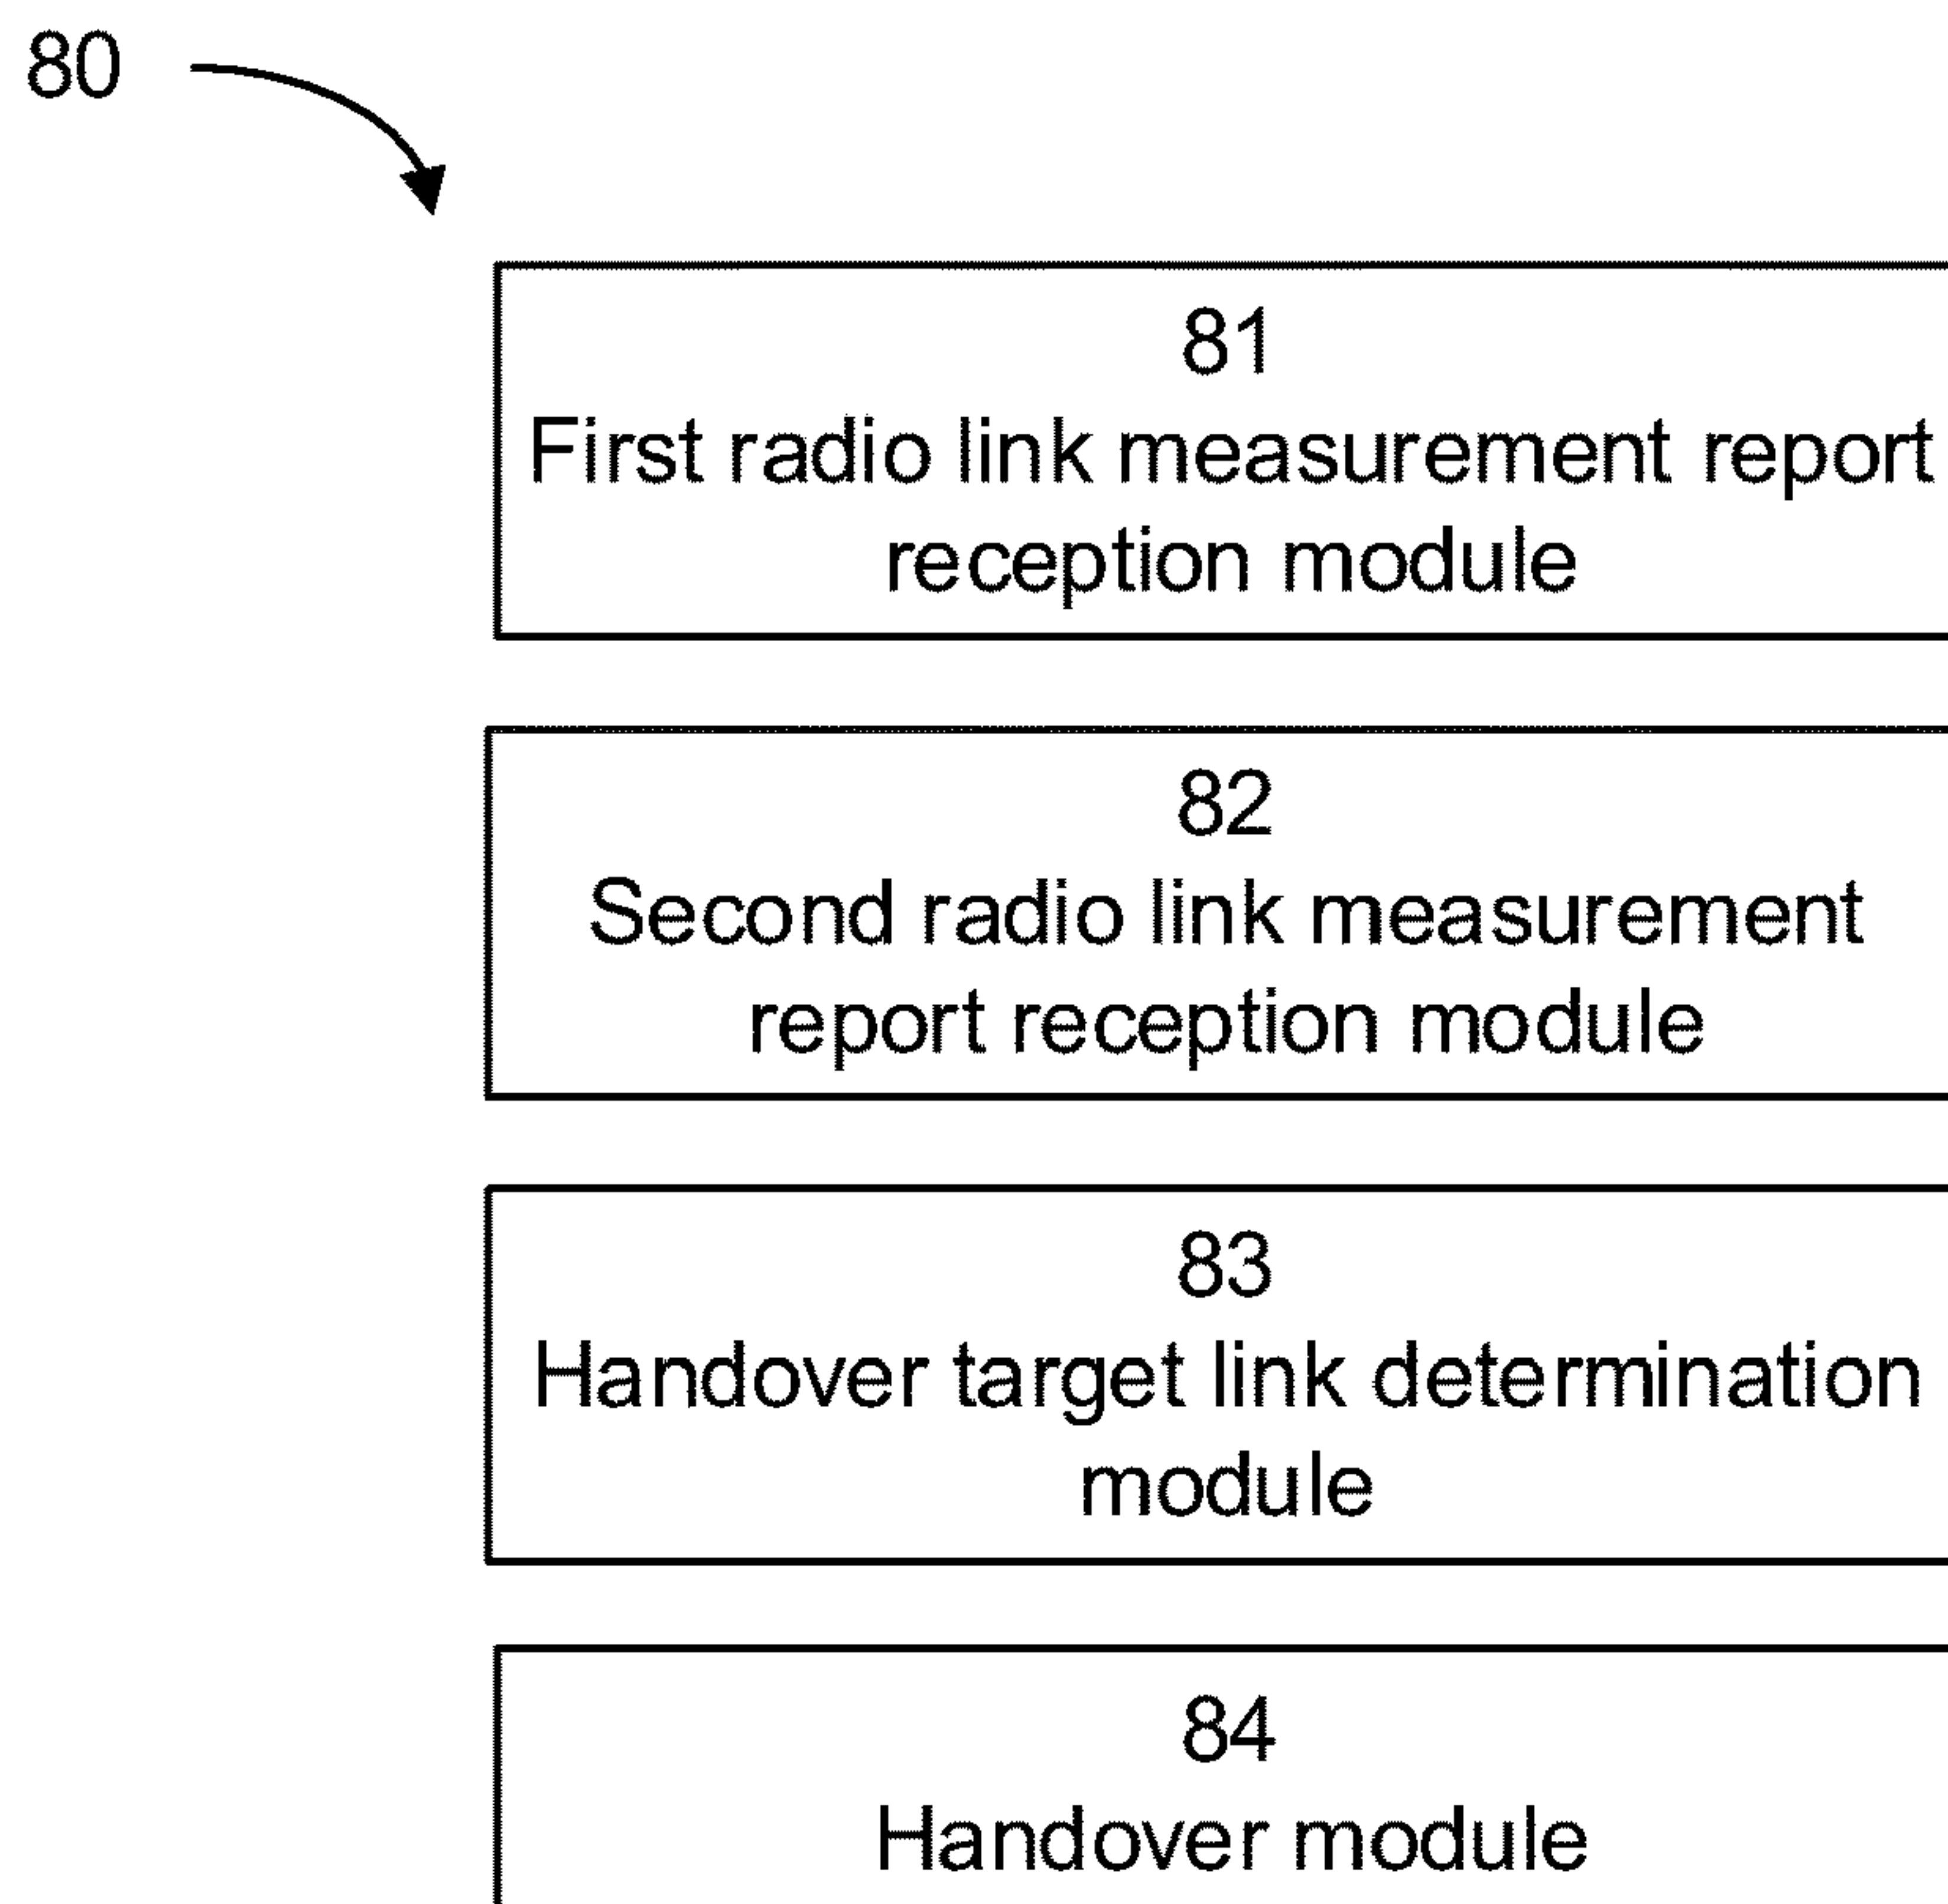 80
81
First radio link measurement report
reception module
82
Second radio link measurement
report reception module
83
Handover target link determination
module
84
Handover module